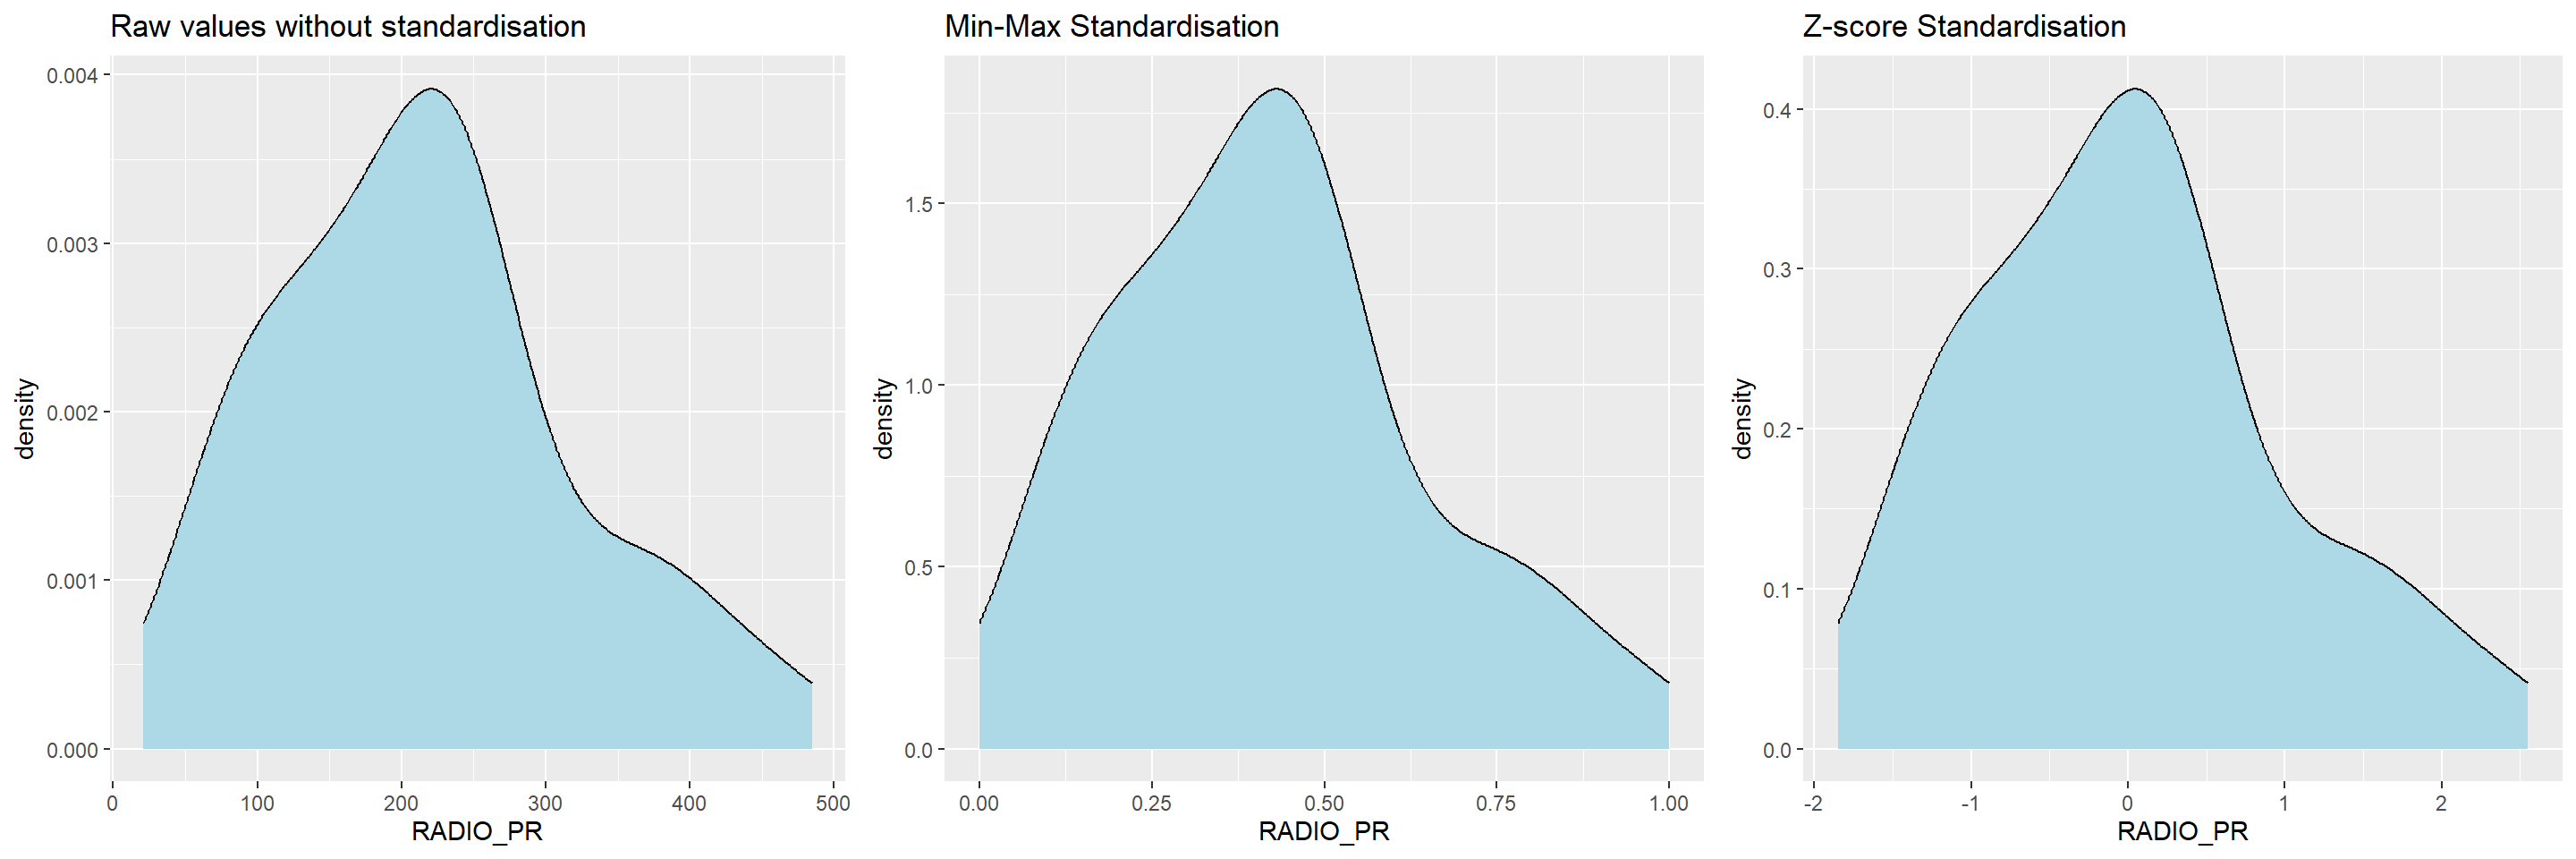 Raw values without standardisation
0.004
0.003
0.002
0.001
0.000
density
0 100 200 300 400 500
RADIO_PR
Min-Max Standardisation
1.5
1.0
0.5
0.0
density
0.00 0.25 0.50 0.75 1.00
RADIO_PR
Z-score Standardisation
0.4
0.3
0.2
0.1
0.0
density
-2 -1 0 1 2
RADIO_PR